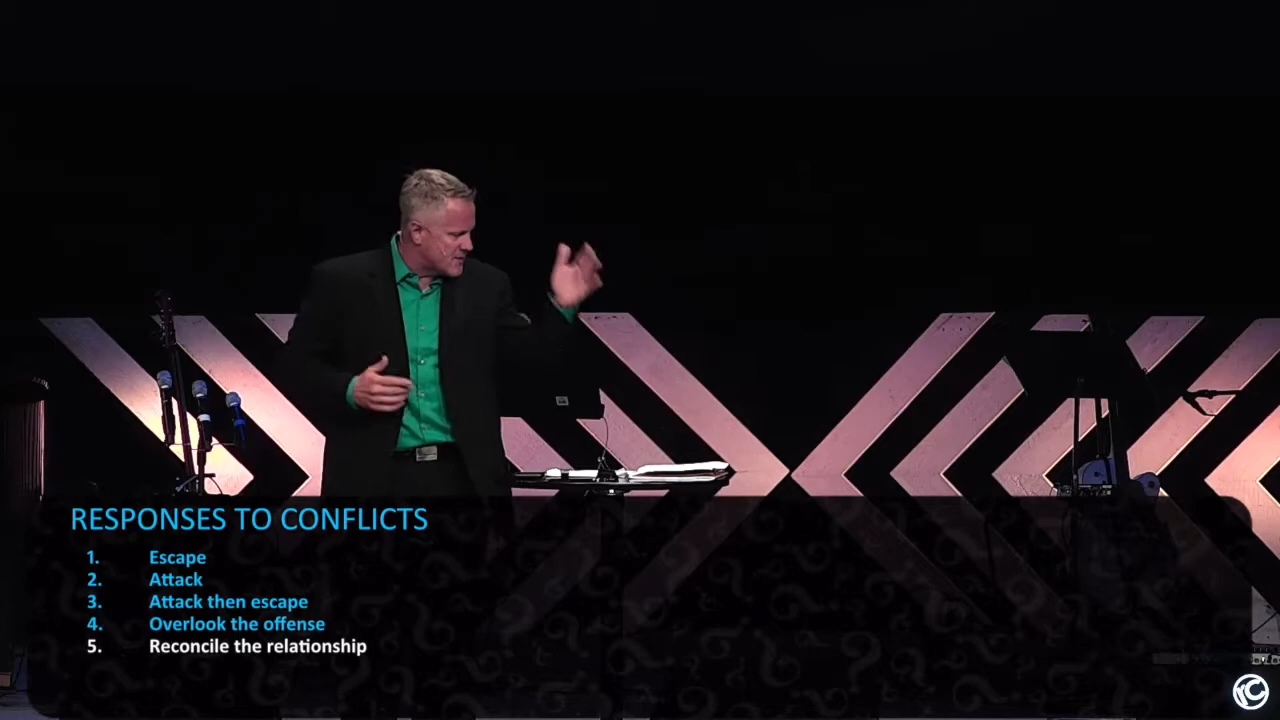 RESPONSES TO CONFLICTS
1. Escape
2. Attack
3. Attack then escape
4. Overlook the offense
5. Reconcile the relationship
rC